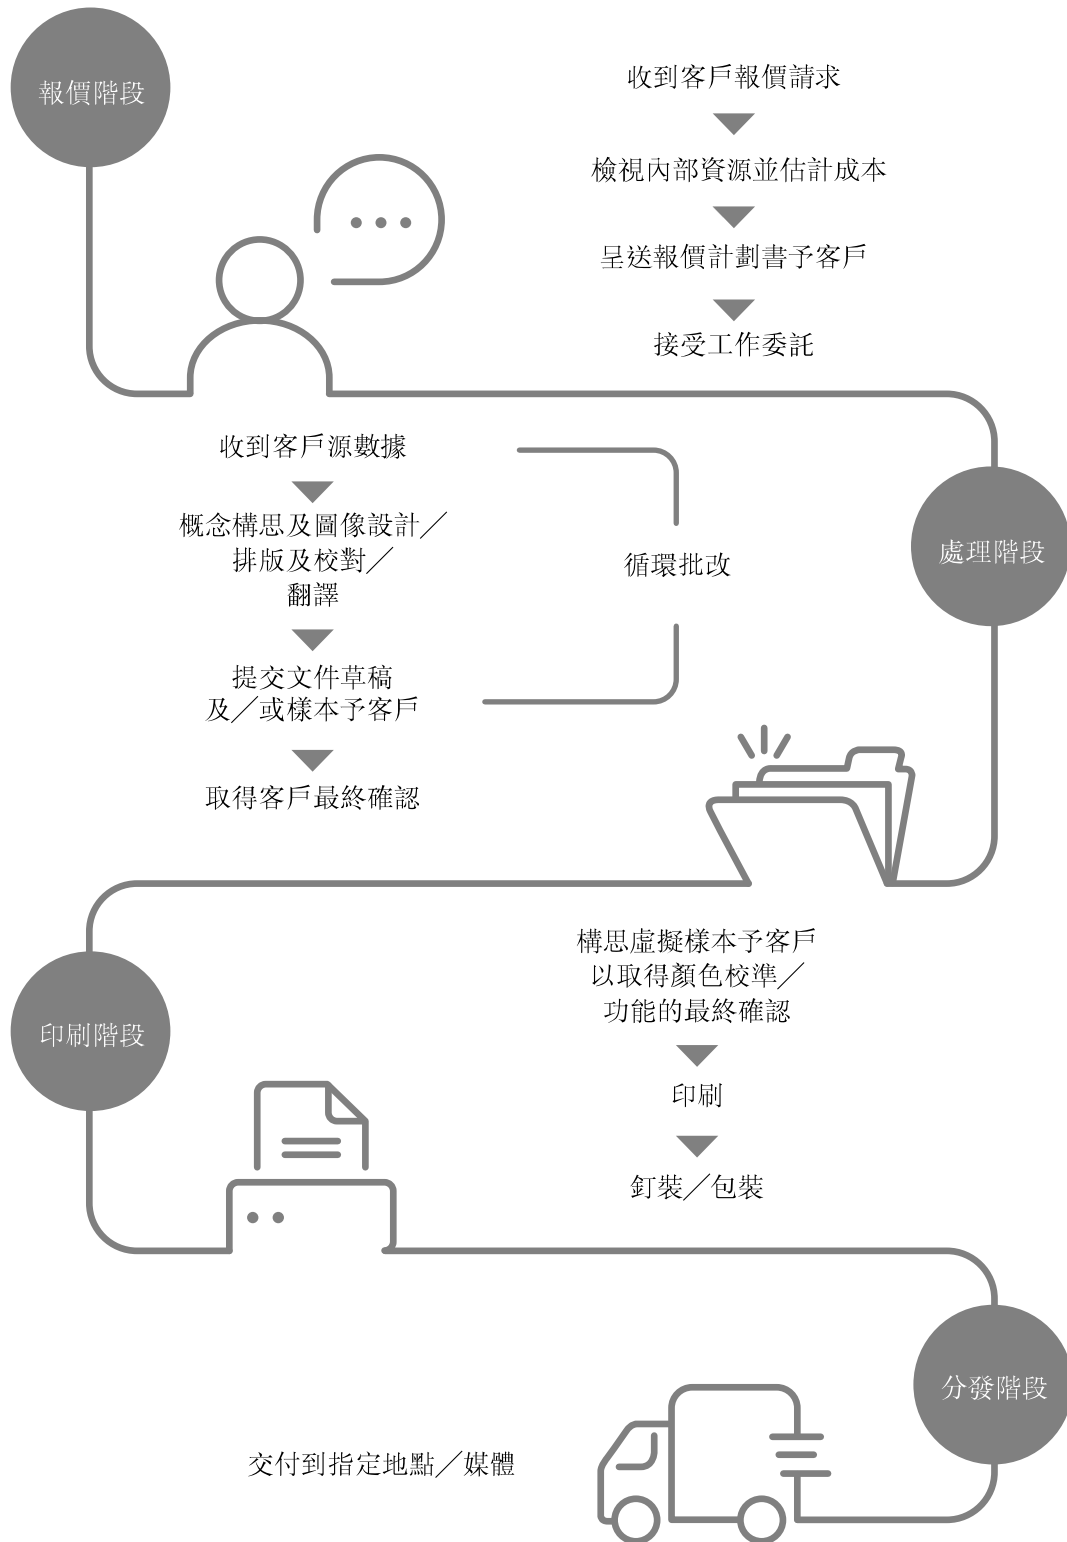 報價階段
收到客戶報價請求
檢視內部資源並估計成本
呈送報價計劃書予客戶
接受工作委託
處理階段
收到客戶源數據
概念構思及圖像設計／
排版及校對／
翻譯
循環批改
提交文件草稿
及／或樣本予客戶
取得客戶最終確認
印刷階段
構思虛擬樣本予客戶
以取得顏色校準／
功能的最終確認
印刷
釘裝／包裝
分發階段
交付到指定地點／媒體